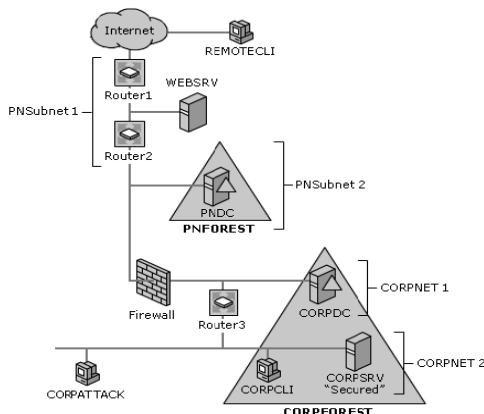 Internet
REMOTECLI
Router1
WEBSRV
PNSubnet 1
Router2
PNSubnet 2
PNDC
PNFOREST
Firewall
Router3
CORPDC
CORPNET 1
CORPATTACK
CORPCLI
CORPSRV
"Secured"
CORPNET 2
CORPFOREST